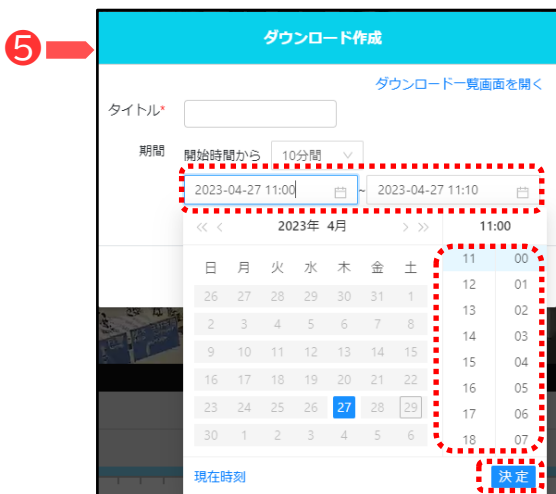 5
ダウンロード作成
ダウンロード一覧画面を開く
タイトル*
期間 開始時間から 10分間
2023-04-27 11:00 ~ 2023-04-27 11:10
<< < 2023年 4月 > >> 11:00
日 月 火 水 木 金 土
26 27 28 29 30 31 1
2 3 4 5 6 7 8
9 10 11 12 13 14 15
16 17 18 19 20 21 22
23 24 25 26 27 28 29
30 1 2 3 4 5 6
11 00
12 01
13 02
14 03
15 04
16 05
17 06
18 07
現在時刻 決定